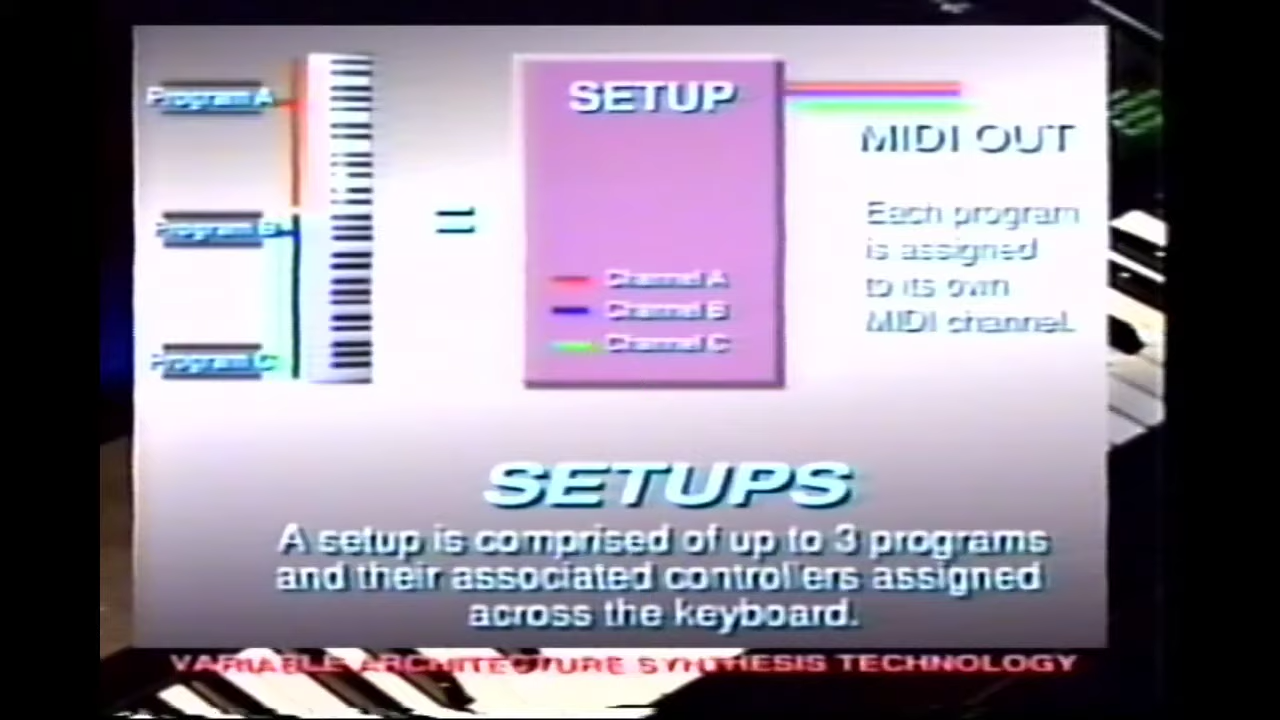 Program A
Program B
Program C
=
SETUP
Channel A
Channel B
Channel C
MIDI OUT
Each program
is assigned
to its own
MIDI channel.
SETUPS
A setup is comprised of up to 3 programs
and their associated controllers assigned
across the keyboard.
VARIABLE ARCHITECTURE SYNTHESIS TECHNOLOGY